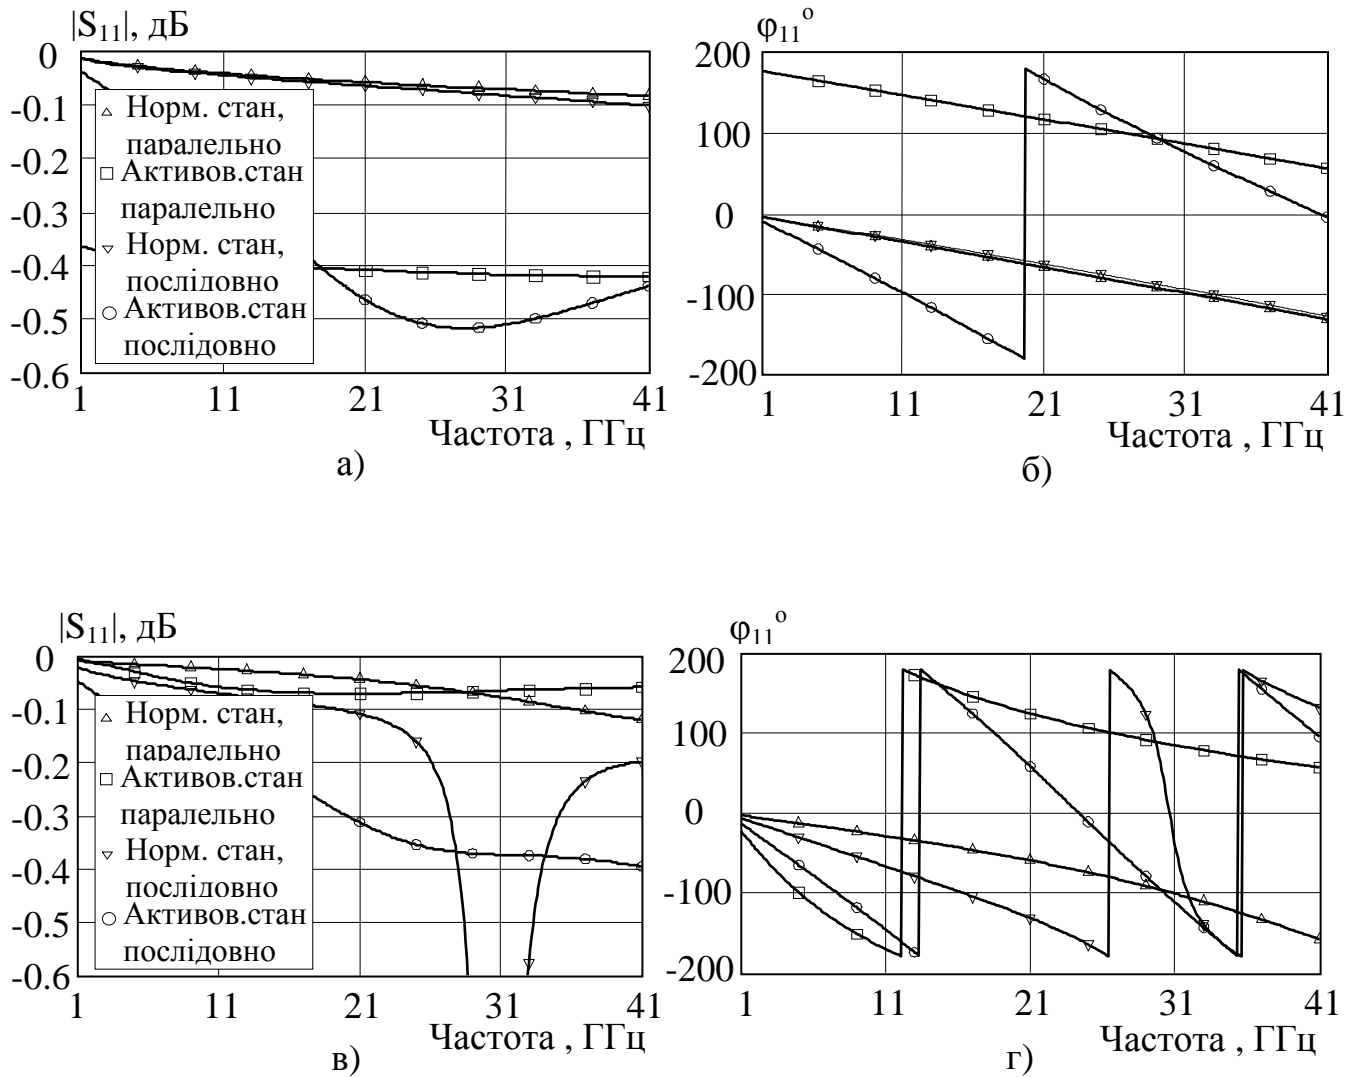 |S₁₁|, дБ
0
-0.1
-0.2
-0.3
-0.4
-0.5
-0.6
Норм. стан,
паралельно
Активов.стан
паралельно
Норм. стан,
послідовно
Активов.стан
послідовно
1 11 21 31 41
Частота , ГГц
а)
φ₁₁°
200
100
0
-100
-200
1 11 21 31 41
Частота , ГГц
б)
|S₁₁|, дБ
0
-0.1
-0.2
-0.3
-0.4
-0.5
-0.6
Норм. стан,
паралельно
Активов.стан
паралельно
Норм. стан,
послідовно
Активов.стан
послідовно
1 11 21 31 41
Частота , ГГц
в)
φ₁₁°
200
100
0
-100
-200
1 11 21 31 41
Частота , ГГц
г)